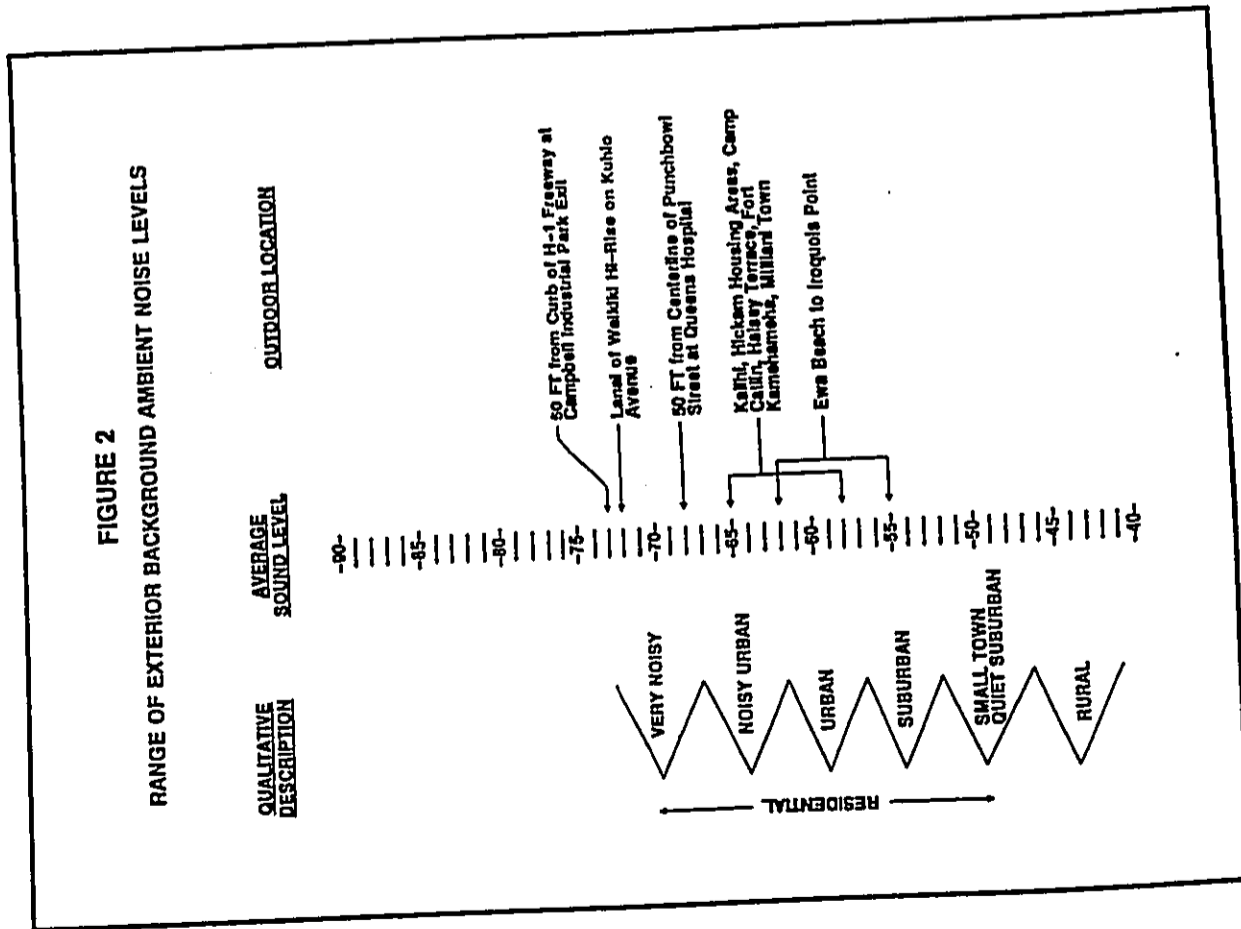 FIGURE 2
RANGE OF EXTERIOR BACKGROUND AMBIENT NOISE LEVELS
QUALITATIVE
DESCRIPTION
AVERAGE
SOUND LEVEL
OUTDOOR LOCATION
-90-
-85-
-80-
-75-
-70-
-65-
-60-
-55-
-50-
-45-
-40-
RESIDENTIAL
VERY NOISY
NOISY URBAN
URBAN
SUBURBAN
SMALL TOWN
QUIET SUBURBAN
RURAL
50 FT from Curb of H-1 Freeway at
Campbell Industrial Park Exit
Lanai of Waikiki Hi-Rise on Kuhio
Avenue
50 FT from Centerline of Punchbowl
Street at Queens Hospital
Kalihi, Hickam Housing Areas, Camp
Catlin, Halsey Terrace, Fort
Kamehameha, Mililani Town
Ewa Beach to Iroquois Point